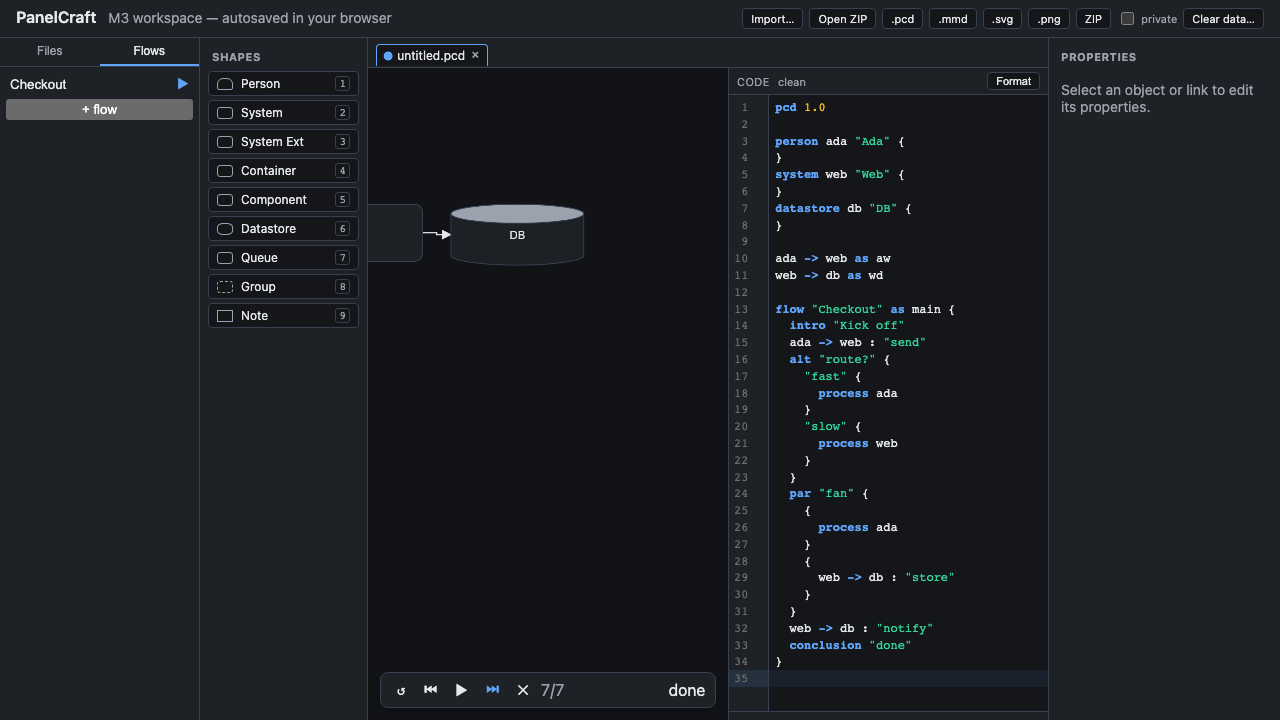 PanelCraft M3 workspace — autosaved in your browser
Import... Open ZIP .pcd .mmd .svg .png ZIP private Clear data...
Files Flows
Checkout
+ flow
SHAPES
Person 1
System 2
System Ext 3
Container 4
Component 5
Datastore 6
Queue 7
Group 8
Note 9
untitled.pcd ×
DB
7/7 done
CODE clean Format
1 pcd 1.0
2
3 person ada "Ada" {
4 }
5 system web "Web" {
6 }
7 datastore db "DB" {
8 }
9
10 ada -> web as aw
11 web -> db as wd
12
13 flow "Checkout" as main {
14   intro "Kick off"
15   ada -> web : "send"
16   alt "route?" {
17     "fast" {
18       process ada
19     }
20     "slow" {
21       process web
22     }
23   }
24   par "fan" {
25     {
26       process ada
27     }
28     {
29       web -> db : "store"
30     }
31   }
32   web -> db : "notify"
33   conclusion "done"
34 }
35
PROPERTIES
Select an object or link to edit
its properties.